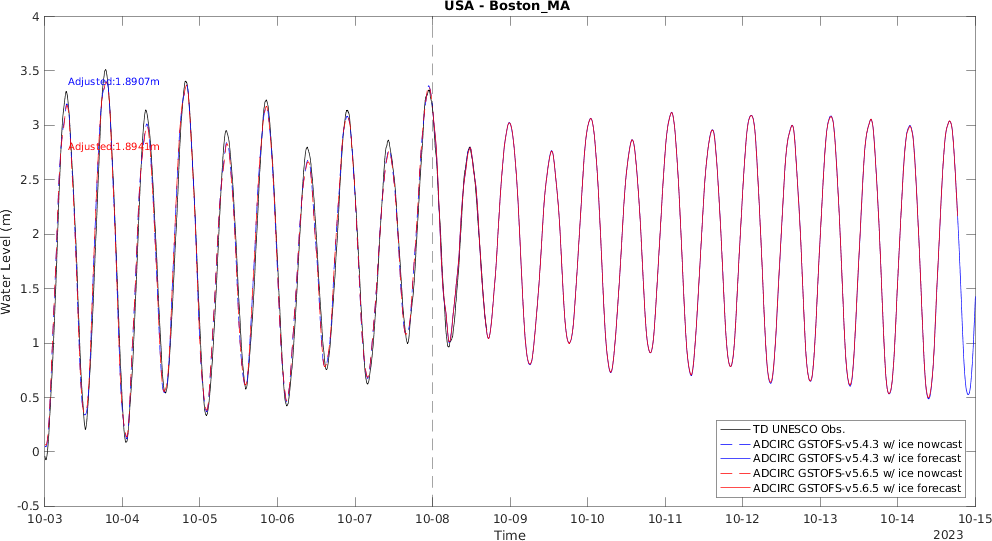 USA - Boston_MA
4
3.5
3
2.5
2
1.5
1
0.5
0
-0.5
Water Level (m)
Adjusted:1.8907m
Adjusted:1.8941m
TD UNESCO Obs.
ADCIRC GSTOFS-v5.4.3 w/ ice nowcast
ADCIRC GSTOFS-v5.4.3 w/ ice forecast
ADCIRC GSTOFS-v5.6.5 w/ ice nowcast
ADCIRC GSTOFS-v5.6.5 w/ ice forecast
10-03 10-04 10-05 10-06 10-07 10-08 10-09 10-10 10-11 10-12 10-13 10-14 10-15
Time
2023